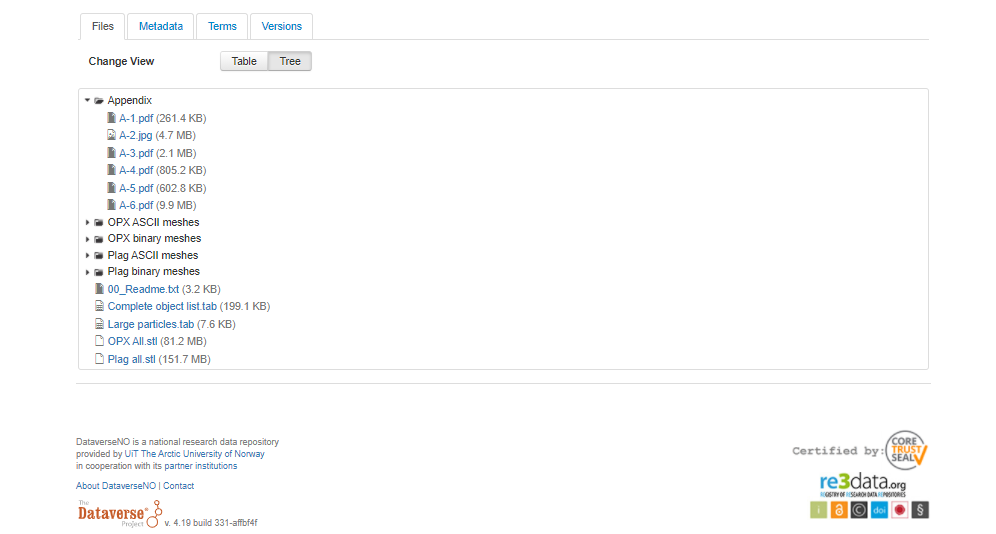 Files Metadata Terms Versions
Change View Table Tree
Appendix
A-1.pdf (261.4 KB)
A-2.jpg (4.7 MB)
A-3.pdf (2.1 MB)
A-4.pdf (805.2 KB)
A-5.pdf (602.8 KB)
A-6.pdf (9.9 MB)
OPX ASCII meshes
OPX binary meshes
Plag ASCII meshes
Plag binary meshes
00_Readme.txt (3.2 KB)
Complete object list.tab (199.1 KB)
Large particles.tab (7.6 KB)
OPX All.stl (81.2 MB)
Plag all.stl (151.7 MB)
DataverseNO is a national research data repository
provided by UiT The Arctic University of Norway
in cooperation with its partner institutions
About DataverseNO | Contact
The
Dataverse®
Project
v. 4.19 build 331-affbf4f
Certified by:
CORE
TRUST
SEAL
re3data.org
REGISTRY OF RESEARCH DATA REPOSITORIES
i © doi §